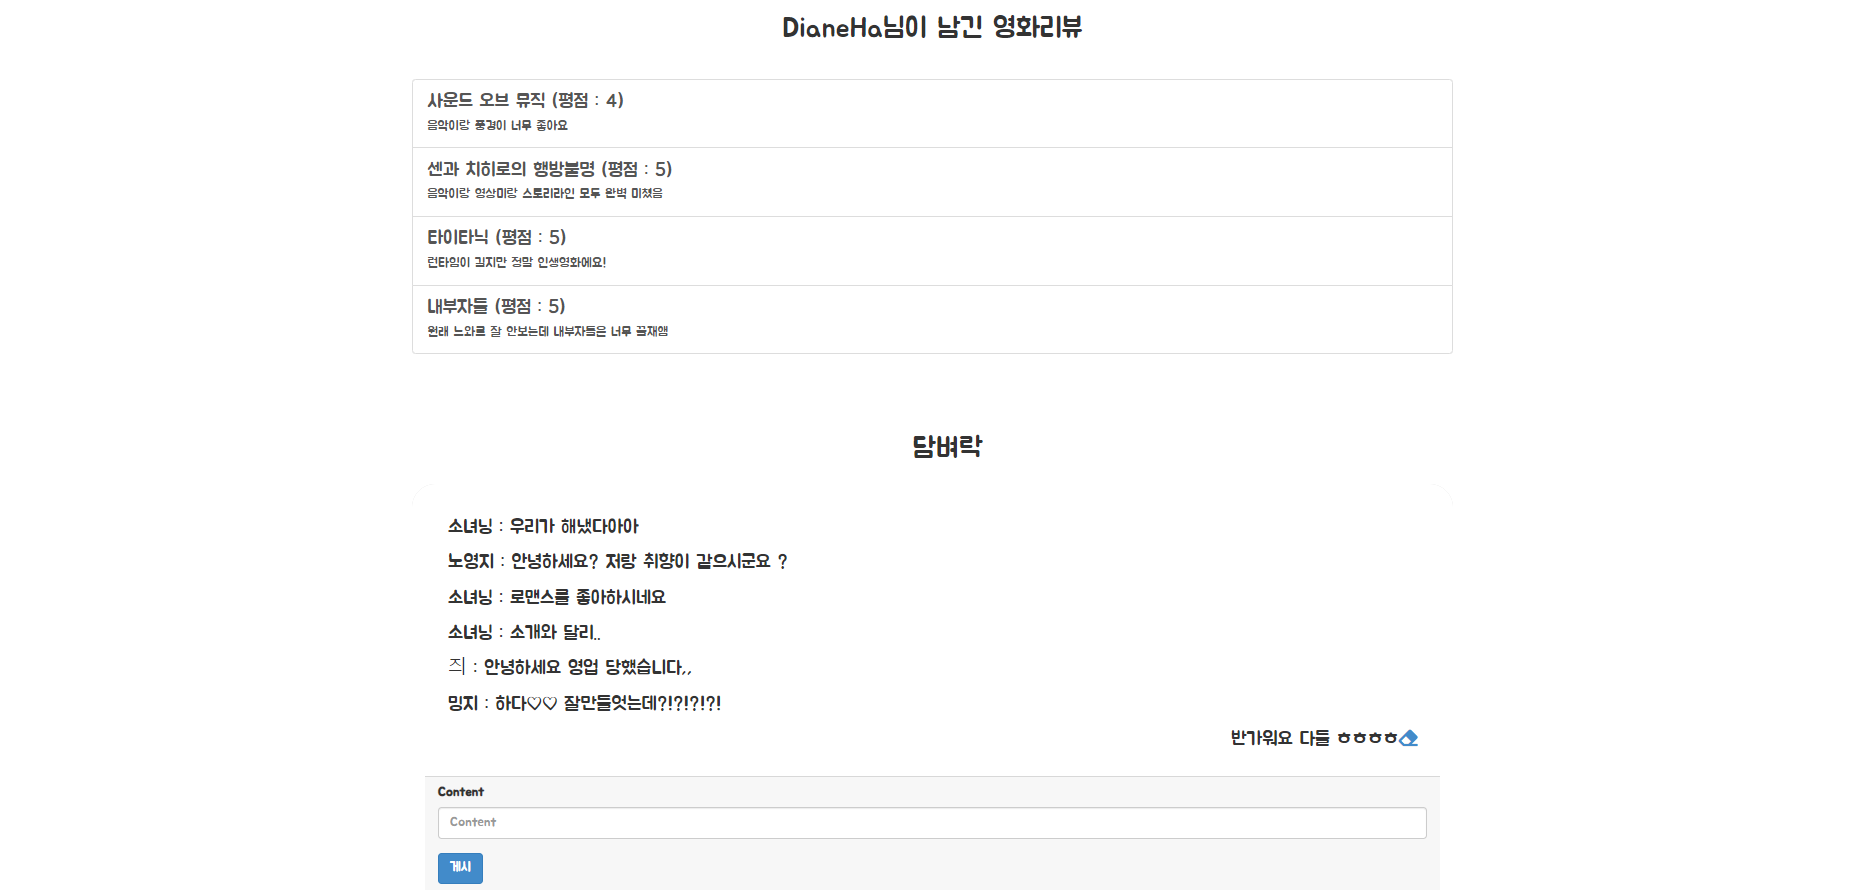 DianeHa님이 남긴 영화리뷰
사운드 오브 뮤직 (평점 : 4)
음악이랑 풍경이 너무 좋아요
센과 치히로의 행방불명 (평점 : 5)
음악이랑 영상미랑 스토리라인 모두 완벽 미쳤음
타이타닉 (평점 : 5)
런타임이 길지만 정말 인생영화에요!
내부자들 (평점 : 5)
원래 느와르 잘 안보는데 내부자들은 너무 꿀재앰
담벼락
소녀닝 : 우리가 해냈다아아
노영지 : 안녕하세요? 저랑 취향이 같으시군요 ?
소녀닝 : 로맨스를 좋아하시네요
소녀닝 : 소개와 달리..
즤 : 안녕하세요 영업 당했습니다,,
밍지 : 하다♡♡ 잘만들엇는데?!?!?!?!
반가워요 다들 ㅎㅎㅎㅎ
Content
Content
게시